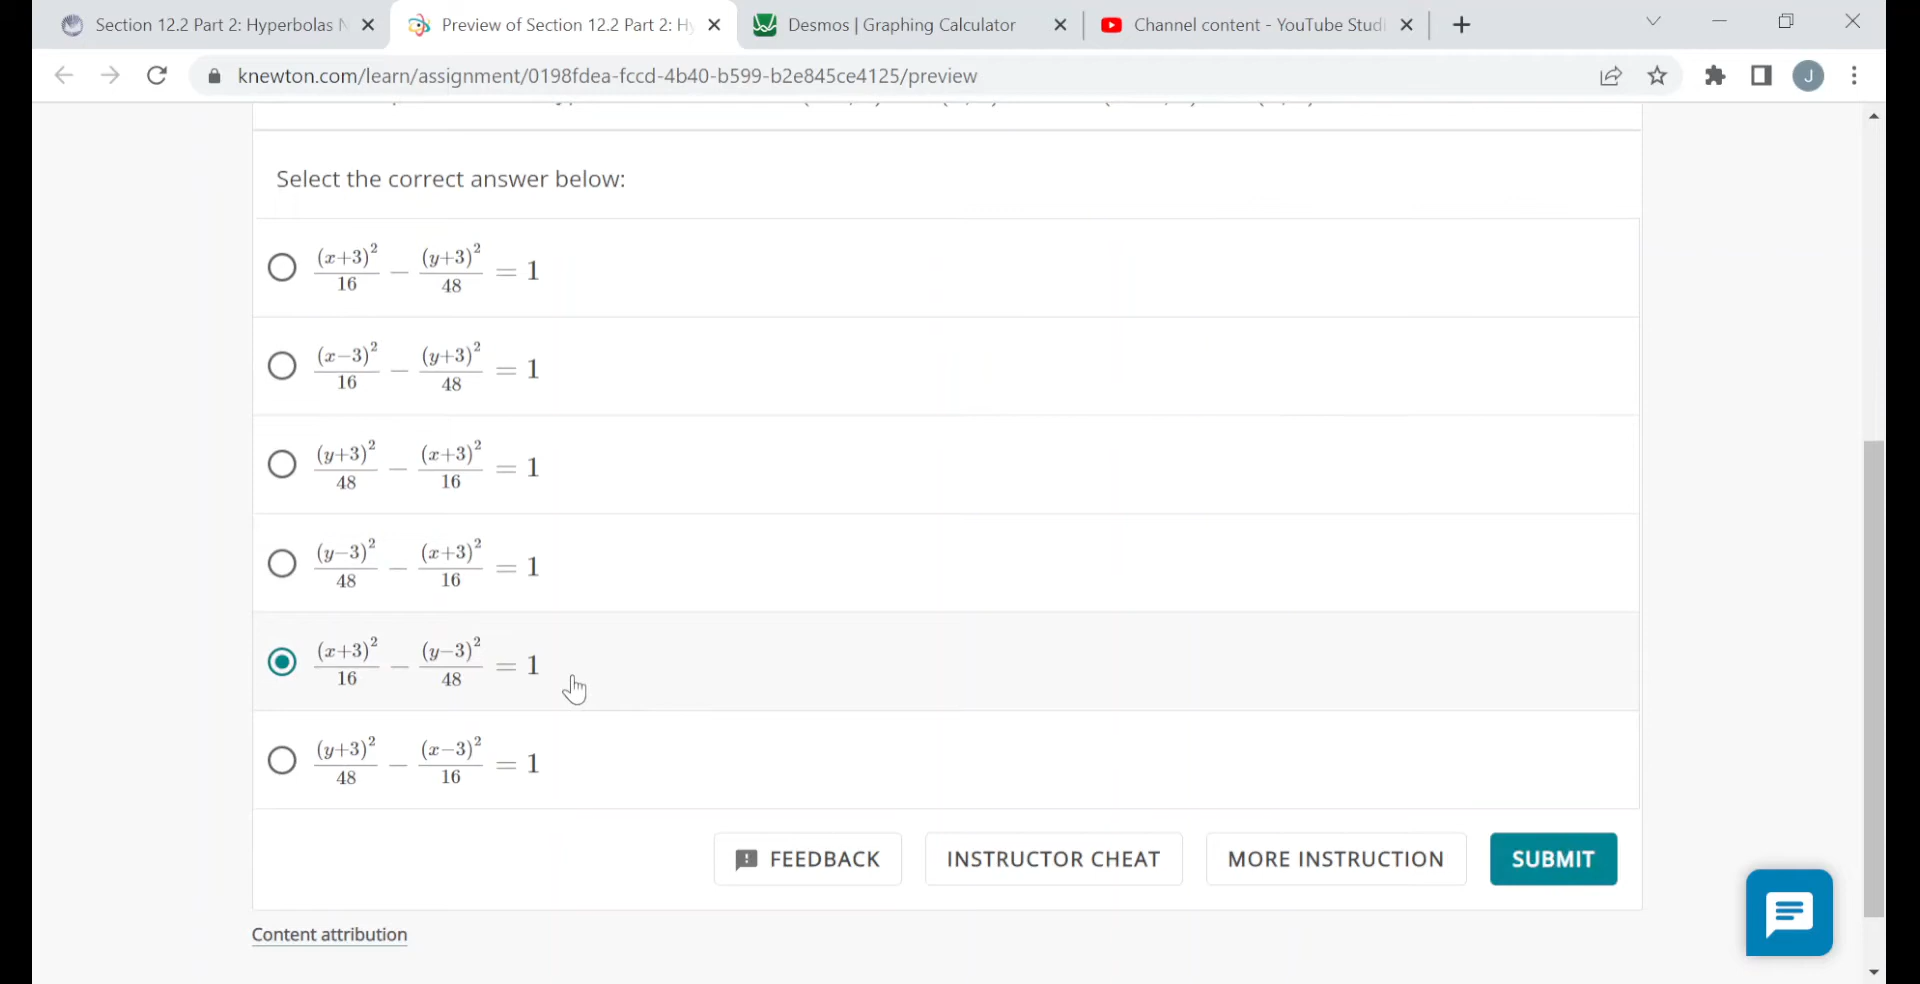 Section 12.2 Part 2: Hyperbolas N
Preview of Section 12.2 Part 2: Hy
Desmos | Graphing Calculator
Channel content - YouTube Studi
knewton.com/learn/assignment/0198fdea-fccd-4b40-b599-b2e845ce4125/preview
J
Select the correct answer below:
(x+3)²/16 − (y+3)²/48 = 1
(x−3)²/16 − (y+3)²/48 = 1
(y+3)²/48 − (x+3)²/16 = 1
(y−3)²/48 − (x+3)²/16 = 1
(x+3)²/16 − (y−3)²/48 = 1
(y+3)²/48 − (x−3)²/16 = 1
FEEDBACK
INSTRUCTOR CHEAT
MORE INSTRUCTION
SUBMIT
Content attribution